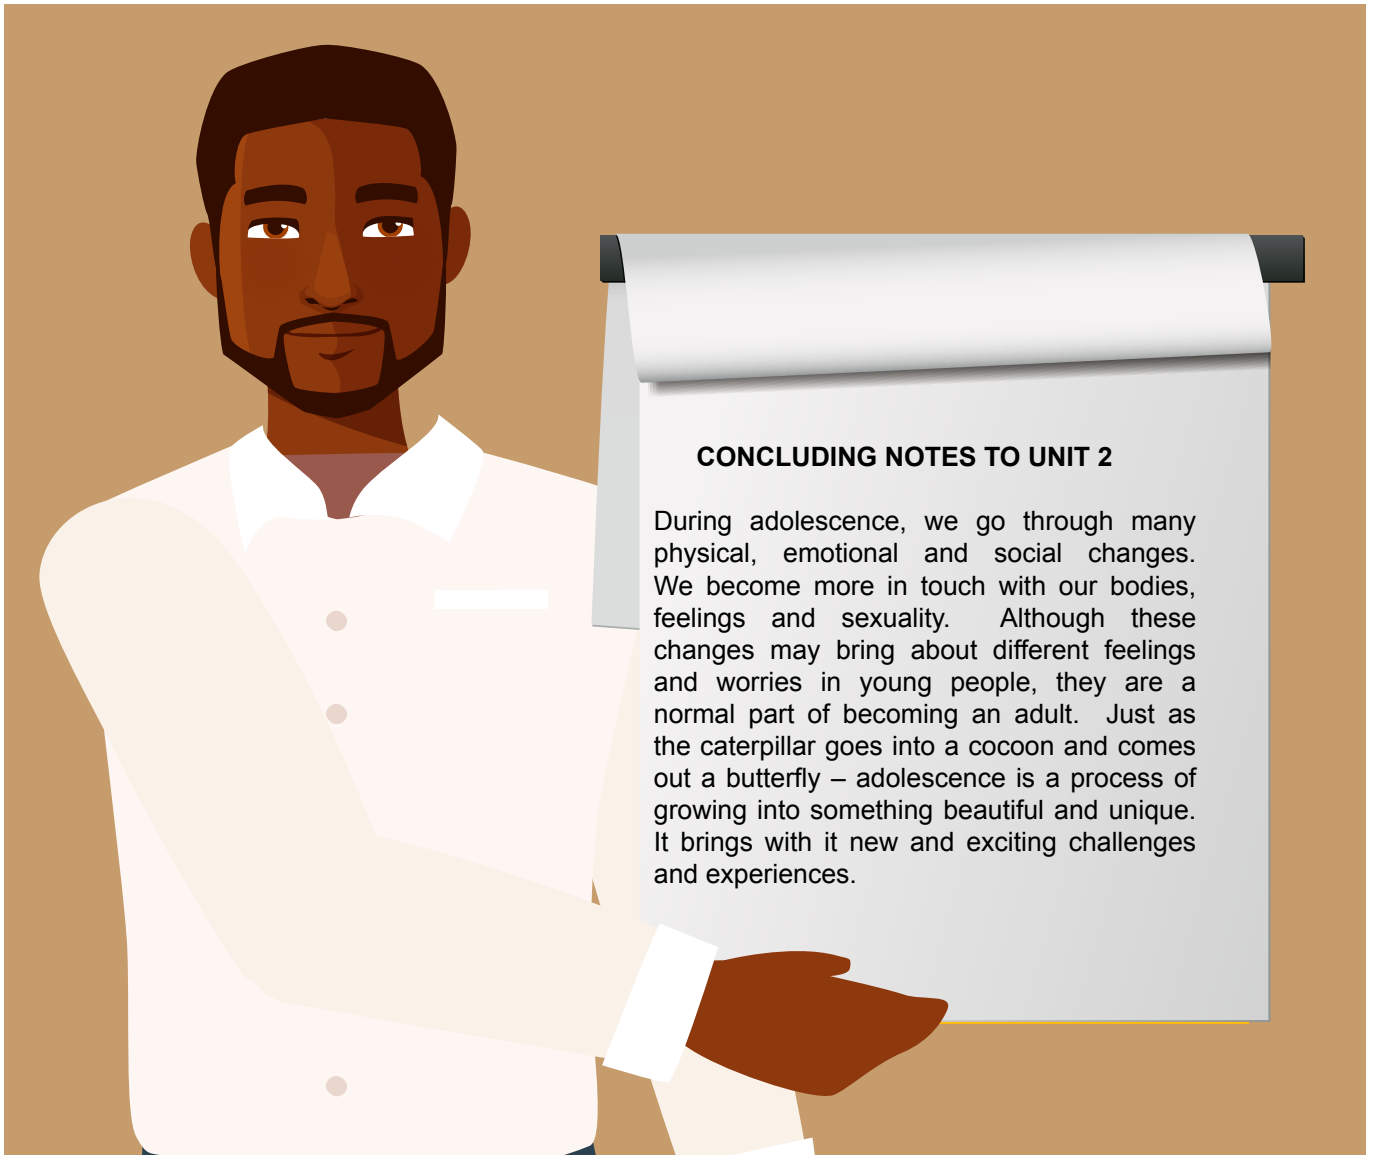 CONCLUDING NOTES TO UNIT 2
During adolescence, we go through many
physical, emotional and social changes.
We become more in touch with our bodies,
feelings and sexuality. Although these
changes may bring about different feelings
and worries in young people, they are a
normal part of becoming an adult. Just as
the caterpillar goes into a cocoon and comes
out a butterfly – adolescence is a process of
growing into something beautiful and unique.
It brings with it new and exciting challenges
and experiences.